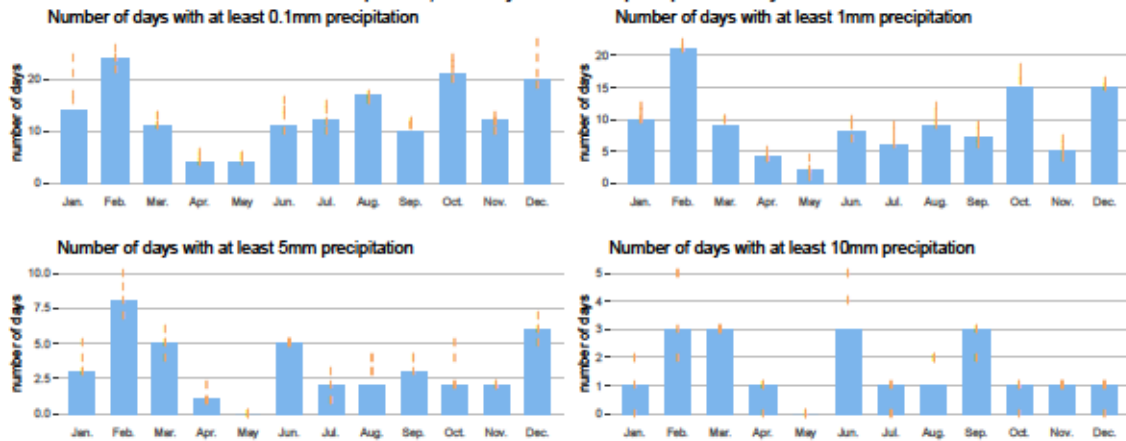 Number of days with at least 0.1mm precipitation
number of days
20
10
0
Jan. Feb. Mar. Apr. May Jun. Jul. Aug. Sep. Oct. Nov. Dec.
Number of days with at least 1mm precipitation
number of days
20
15
10
5
0
Jan. Feb. Mar. Apr. May Jun. Jul. Aug. Sep. Oct. Nov. Dec.
Number of days with at least 5mm precipitation
number of days
10.0
7.5
5.0
2.5
0.0
Jan. Feb. Mar. Apr. May Jun. Jul. Aug. Sep. Oct. Nov. Dec.
Number of days with at least 10mm precipitation
number of days
5
4
3
2
1
0
Jan. Feb. Mar. Apr. May Jun. Jul. Aug. Sep. Oct. Nov. Dec.